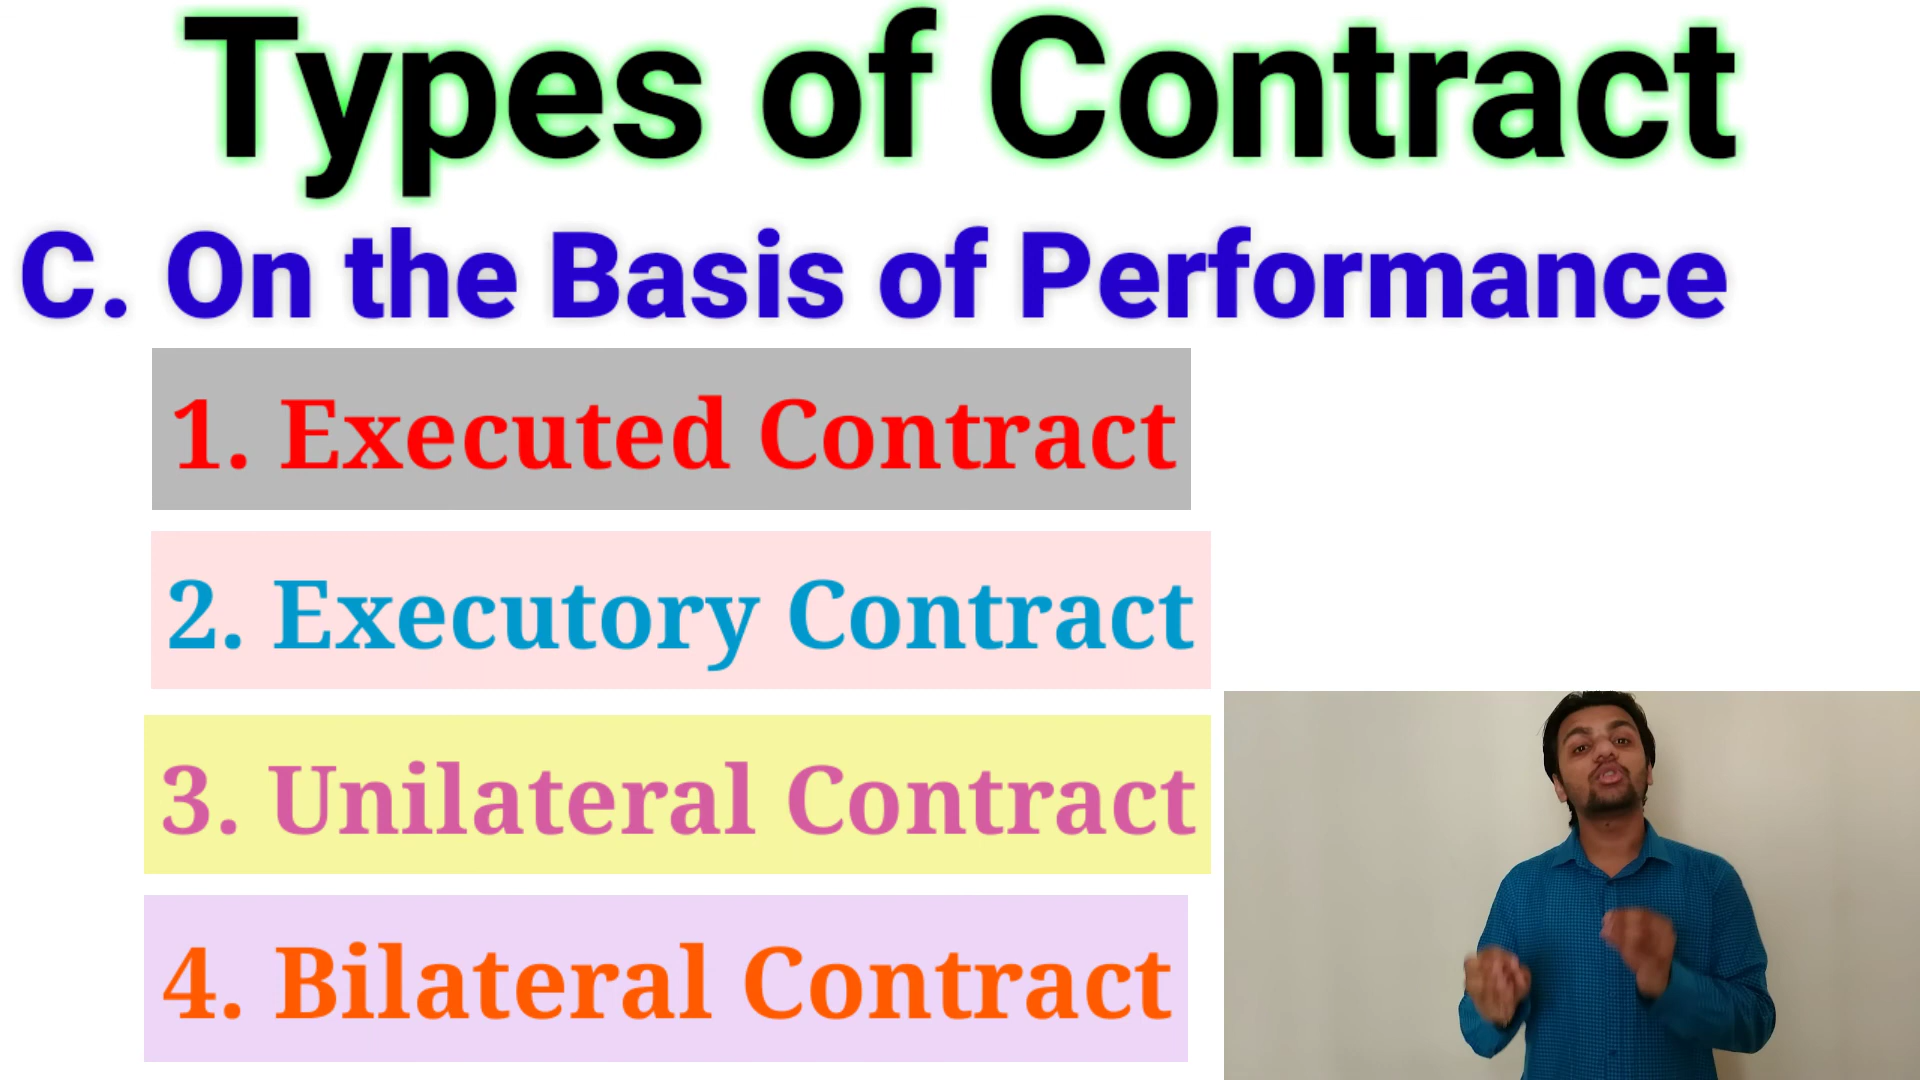 Types of Contract
C. On the Basis of Performance
1. Executed Contract
2. Executory Contract
3. Unilateral Contract
4. Bilateral Contract